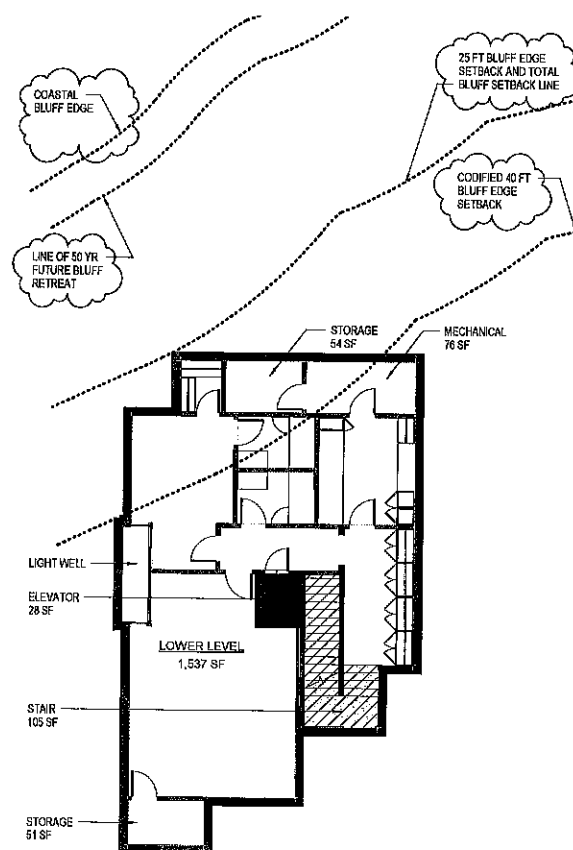 25 FT BLUFF EDGE
SETBACK AND TOTAL
BLUFF SETBACK LINE
COASTAL
BLUFF EDGE
CODIFIED 40 FT
BLUFF EDGE
SETBACK
LINE OF 50 YR
FUTURE BLUFF
RETREAT
STORAGE
54 SF
MECHANICAL
76 SF
LIGHT WELL
ELEVATOR
28 SF
LOWER LEVEL
1,537 SF
STAIR
105 SF
STORAGE
51 SF